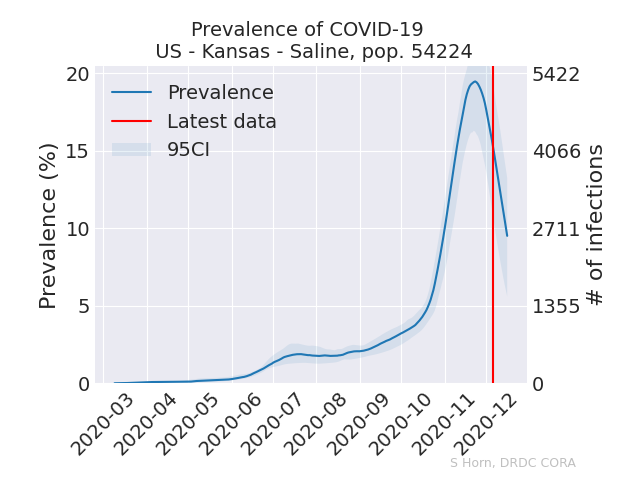 Prevalence of COVID-19
US - Kansas - Saline, pop. 54224
Prevalence
Latest data
95CI
Prevalence (%)
20
15
10
5
0
5422
4066
2711
1355
0
# of infections
2020-03
2020-04
2020-05
2020-06
2020-07
2020-08
2020-09
2020-10
2020-11
2020-12
S Horn, DRDC CORA